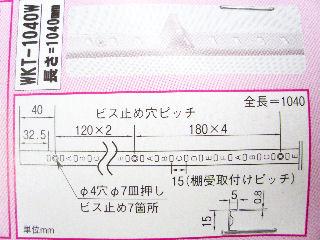 WKT-1040W
長さ=1040mm
40
ビス止め穴ピッチ
全長=1040
32.5
120×2
180×4
A B C D E F A B C
15(棚受取付けピッチ)
φ4穴φ7皿押し
ビス止め7箇所
5
0.8
15
単位mm